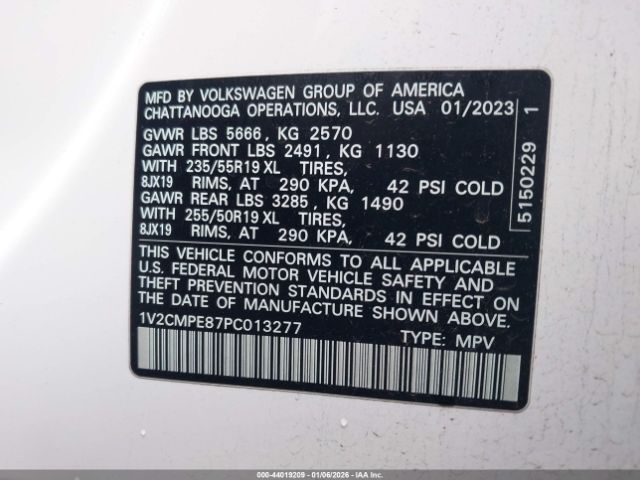 MFD BY VOLKSWAGEN GROUP OF AMERICA
CHATTANOOGA OPERATIONS, LLC. USA 01/2023
GVWR LBS 5666, KG 2570
GAWR FRONT LBS 2491, KG 1130
WITH 235/55R19 XL TIRES,
8JX19 RIMS, AT 290 KPA, 42 PSI COLD
GAWR REAR LBS 3285, KG 1490
WITH 255/50R19 XL TIRES,
8JX19 RIMS, AT 290 KPA, 42 PSI COLD
THIS VEHICLE CONFORMS TO ALL APPLICABLE
U.S. FEDERAL MOTOR VEHICLE SAFETY AND
THEFT PREVENTION STANDARDS IN EFFECT ON
THE DATE OF MANUFACTURE SHOWN ABOVE.
1V2CMPE87PC013277
TYPE: MPV
5150229 1
000-44019209 - 01/06/2026 - COPYRIGHT IAA, LLC.